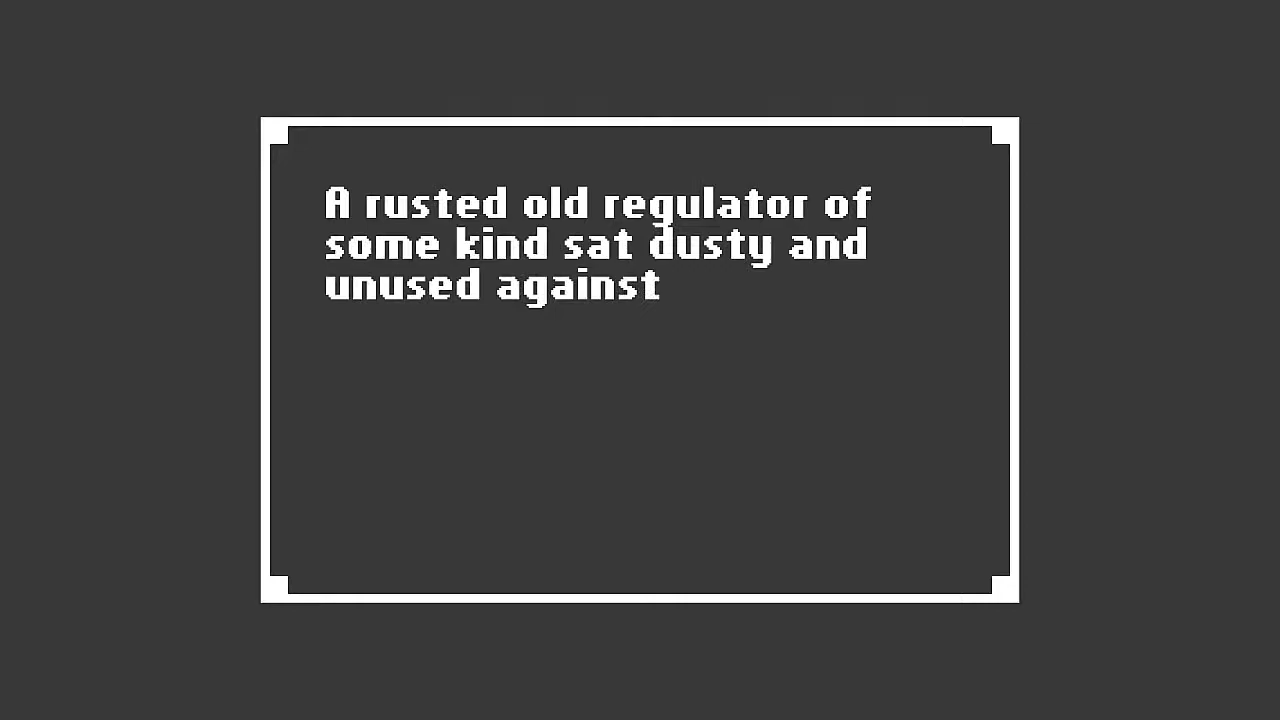 A rusted old regulator of
some kind sat dusty and
unused against